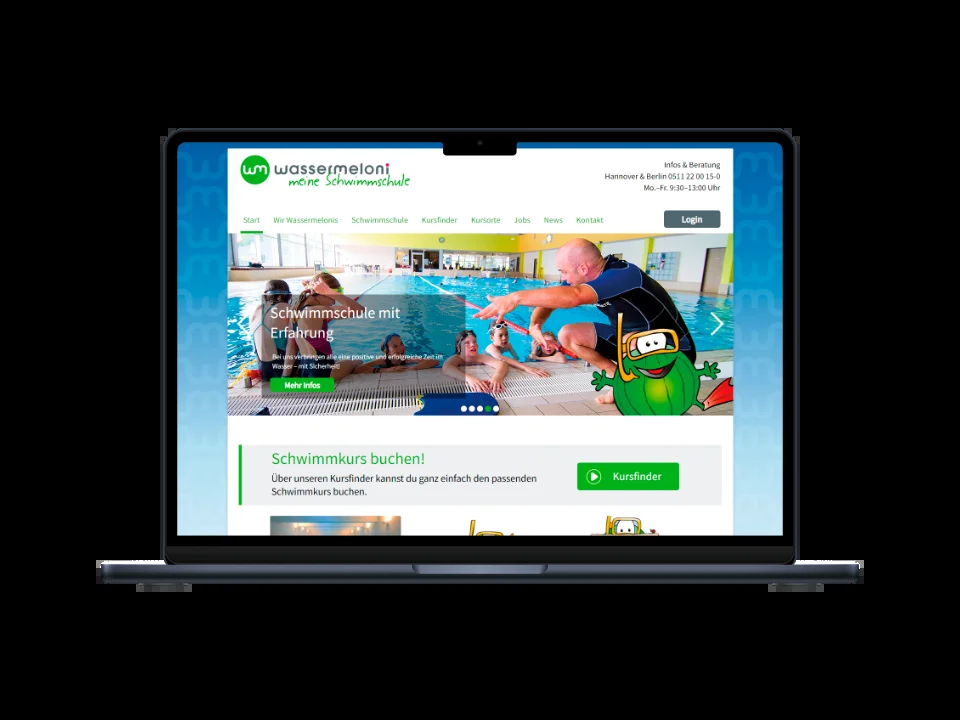 wm wassermeloni
meine Schwimmschule
Infos & Beratung
Hannover & Berlin 0511 22 00 15-0
Mo.–Fr. 9:30–13:00 Uhr
Start Wir Wassermelonis Schwimmschule Kursfinder Kursorte Jobs News Kontakt Login
Schwimmschule mit
Erfahrung
Bei uns verbringen alle eine positive und erfolgreiche Zeit im
Wasser – mit Sicherheit!
Mehr Infos
Schwimmkurs buchen!
Über unseren Kursfinder kannst du ganz einfach den passenden
Schwimmkurs buchen.
Kursfinder